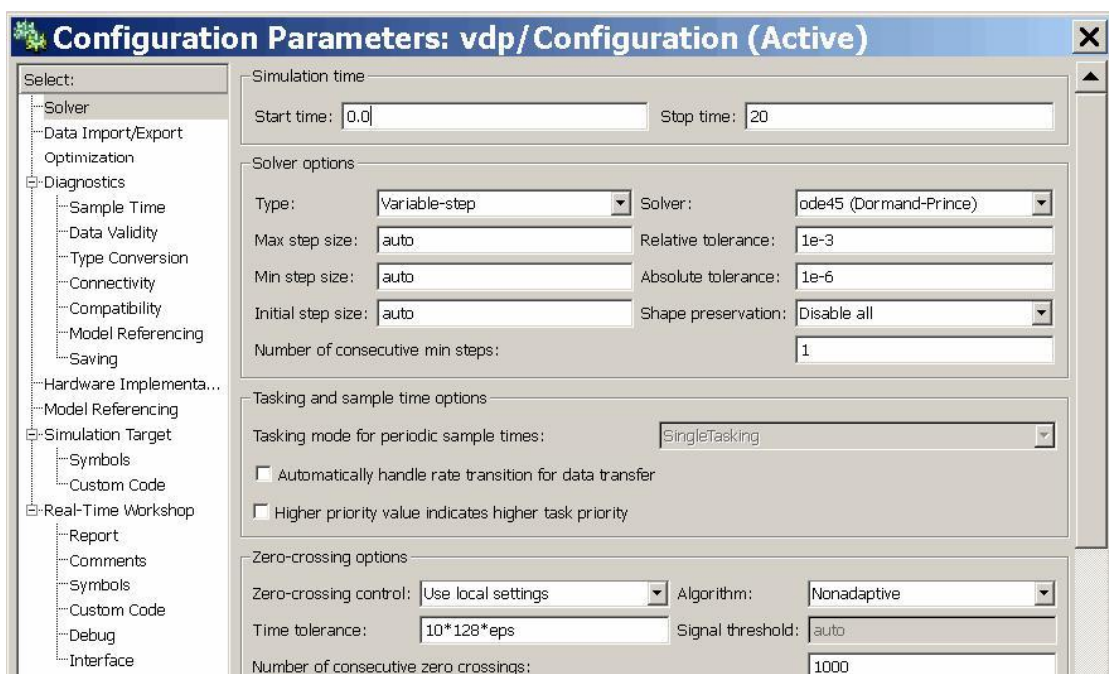 Configuration Parameters: vdp/Configuration (Active)
Select:
Solver
Data Import/Export
Optimization
Diagnostics
Sample Time
Data Validity
Type Conversion
Connectivity
Compatibility
Model Referencing
Saving
Hardware Implementa...
Model Referencing
Simulation Target
Symbols
Custom Code
Real-Time Workshop
Report
Comments
Symbols
Custom Code
Debug
Interface
Simulation time
Start time: 0.0 Stop time: 20
Solver options
Type: Variable-step Solver: ode45 (Dormand-Prince)
Max step size: auto Relative tolerance: 1e-3
Min step size: auto Absolute tolerance: 1e-6
Initial step size: auto Shape preservation: Disable all
Number of consecutive min steps: 1
Tasking and sample time options
Tasking mode for periodic sample times: SingleTasking
Automatically handle rate transition for data transfer
Higher priority value indicates higher task priority
Zero-crossing options
Zero-crossing control: Use local settings Algorithm: Nonadaptive
Time tolerance: 10*128*eps Signal threshold: auto
Number of consecutive zero crossings: 1000